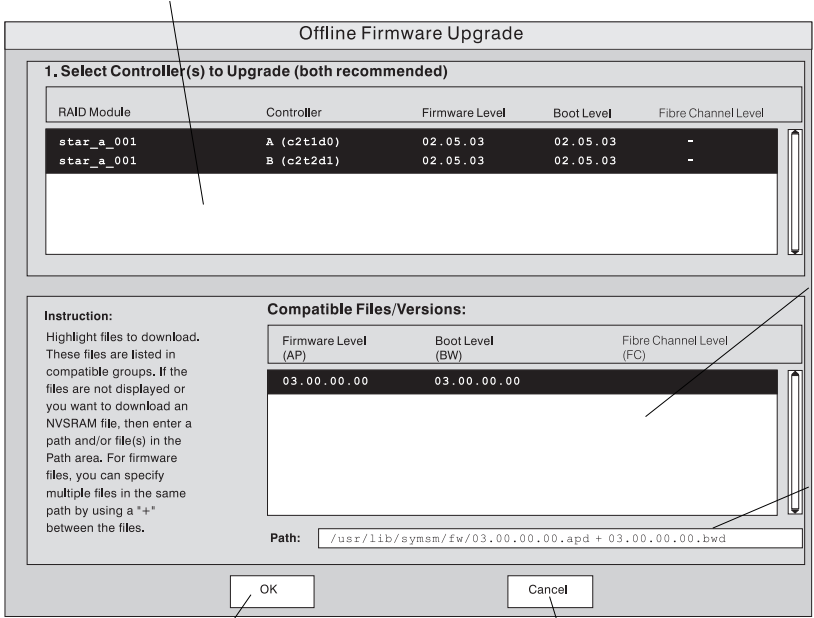 Offline Firmware Upgrade
1. Select Controller(s) to Upgrade (both recommended)
RAID Module Controller Firmware Level Boot Level Fibre Channel Level
star_a_001 A (c2t1d0) 02.05.03 02.05.03 -
star_a_001 B (c2t2d1) 02.05.03 02.05.03 -
Instruction:
Highlight files to download.
These files are listed in
compatible groups. If the
files are not displayed or
you want to download an
NVSRAM file, then enter a
path and/or file(s) in the
Path area. For firmware
files, you can specify
multiple files in the same
path by using a "+"
between the files.
Compatible Files/Versions:
Firmware Level Boot Level Fibre Channel Level
(AP) (BW) (FC)
03.00.00.00 03.00.00.00
Path: /usr/lib/symsm/fw/03.00.00.00.apd + 03.00.00.00.bwd
OK Cancel